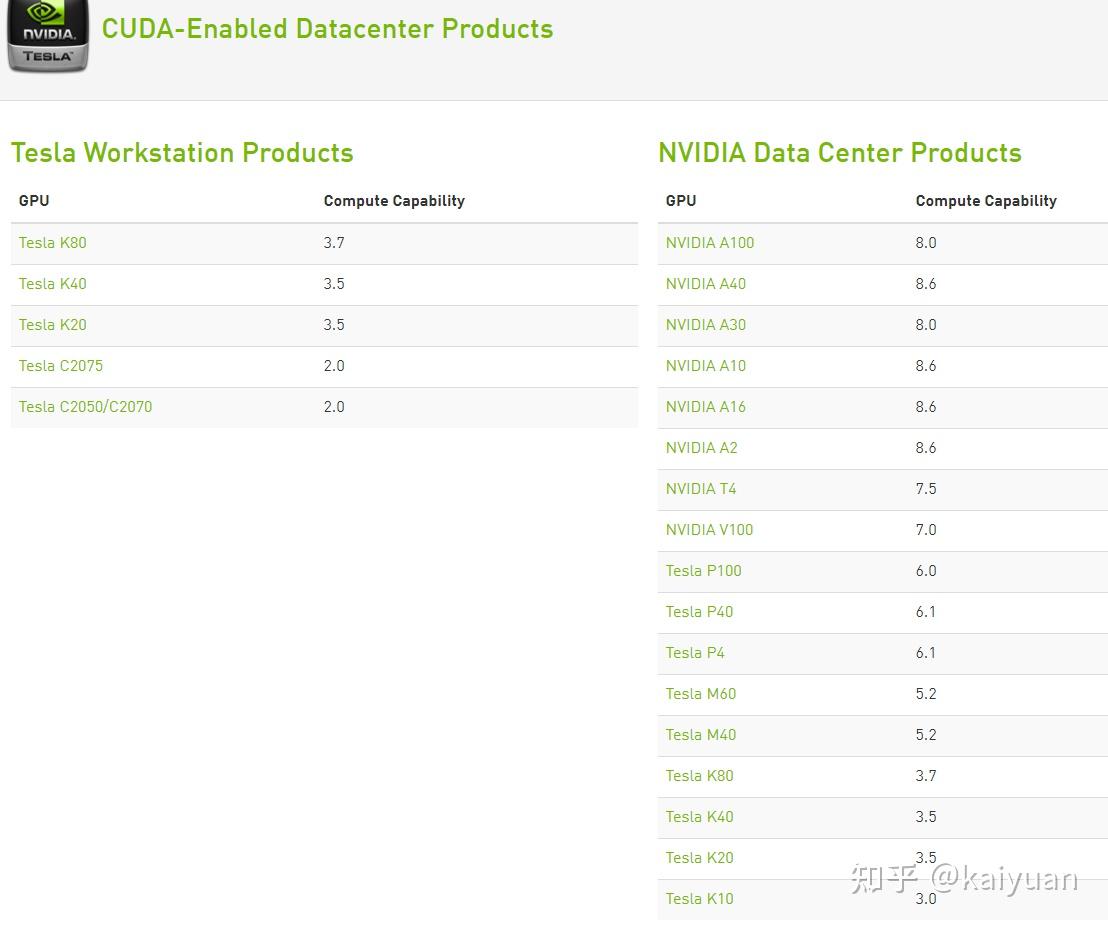 NVIDIA.
TESLA™
CUDA-Enabled Datacenter Products
Tesla Workstation Products
GPU Compute Capability
Tesla K80 3.7
Tesla K40 3.5
Tesla K20 3.5
Tesla C2075 2.0
Tesla C2050/C2070 2.0
NVIDIA Data Center Products
GPU Compute Capability
NVIDIA A100 8.0
NVIDIA A40 8.6
NVIDIA A30 8.0
NVIDIA A10 8.6
NVIDIA A16 8.6
NVIDIA A2 8.6
NVIDIA T4 7.5
NVIDIA V100 7.0
Tesla P100 6.0
Tesla P40 6.1
Tesla P4 6.1
Tesla M60 5.2
Tesla M40 5.2
Tesla K80 3.7
Tesla K40 3.5
Tesla K20 3.5
Tesla K10 3.0
知乎 @kaiyuan